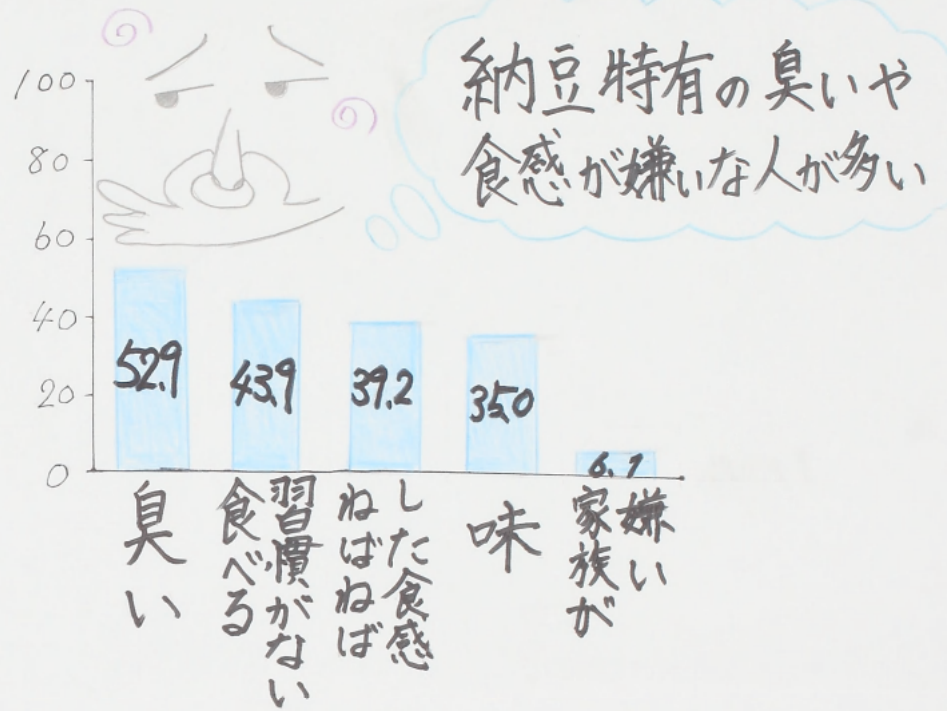 納豆特有の臭いや
食感が嫌いな人が多い
100
80
60
40
20
0
52.9
43.9
39.2
35.0
6.1
臭い
食べる
習慣がない
ねばねば
した食感
味
家族が
嫌い